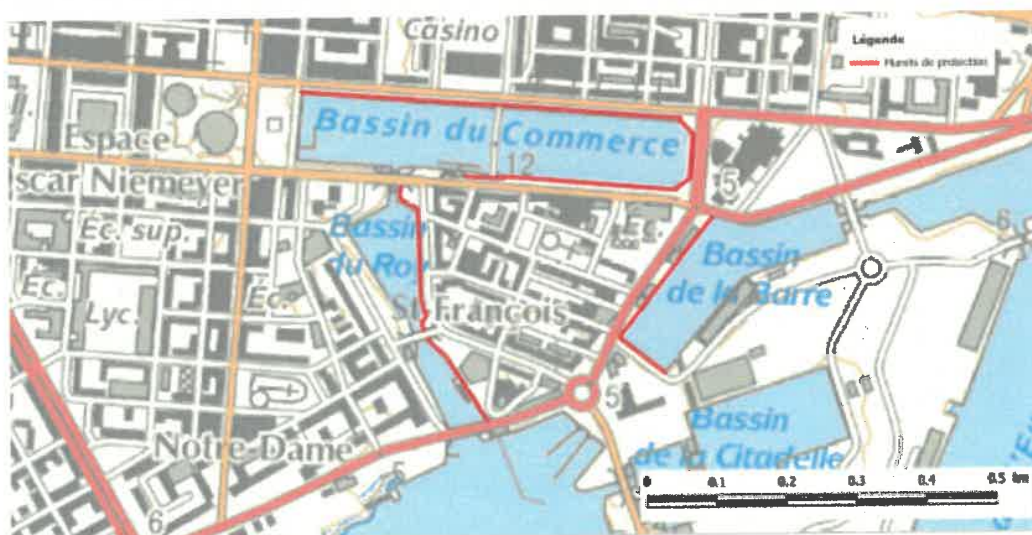 Casino
Légende
Murets de protection
Bassin du Commerce
Espace
12
scar Niemeyer
5
Éc. sup.
Bassin
du Roy
Éc.
Bassin
de la Barre
6
Éc.
Éc.
Lyc.
St François
5
Notre-Dame
Bassin
de la Citadelle
5
6
0 0.1 0.2 0.3 0.4 0.5 km